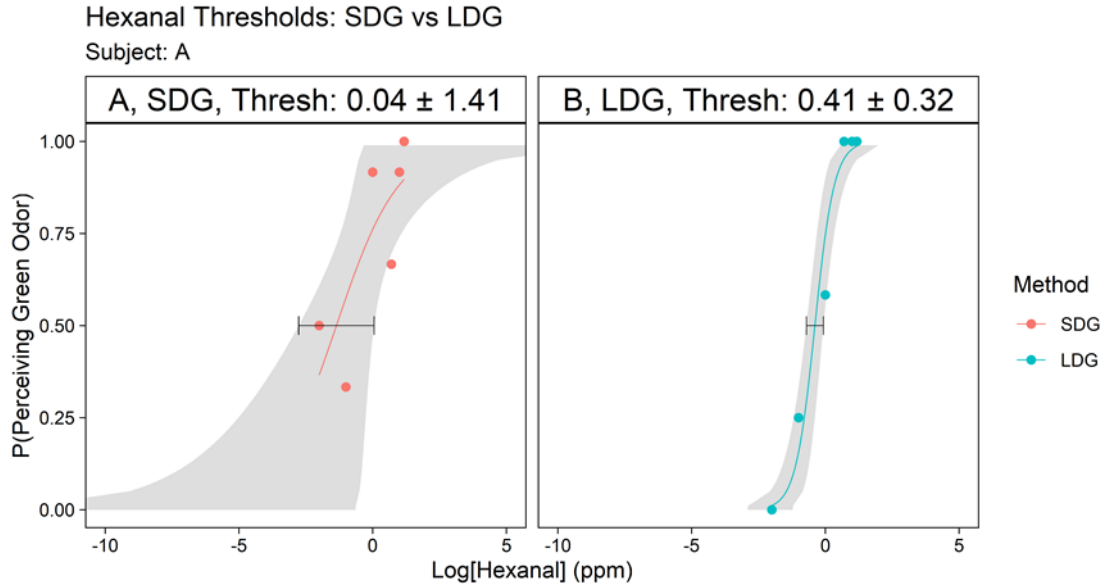 Hexanal Thresholds: SDG vs LDG
Subject: A
A, SDG, Thresh: 0.04 ± 1.41
B, LDG, Thresh: 0.41 ± 0.32
P(Perceiving Green Odor)
1.00
0.75
0.50
0.25
0.00
-10
-5
0
5
-10
-5
0
5
Log[Hexanal] (ppm)
Method
SDG
LDG